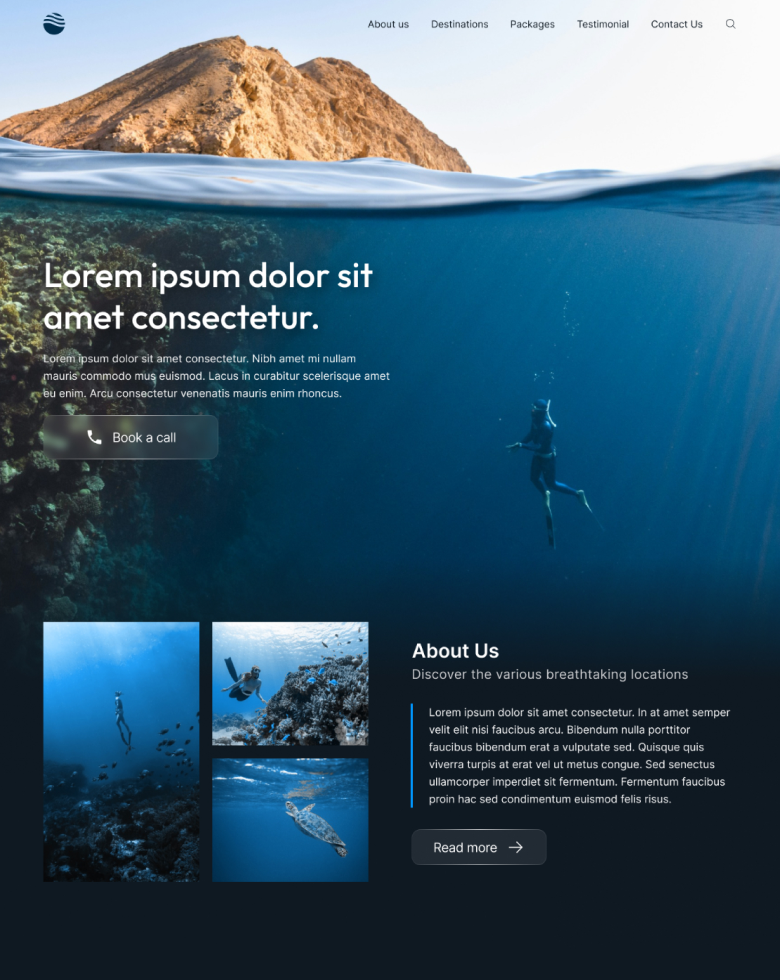 About us
Destinations
Packages
Testimonial
Contact Us
Lorem ipsum dolor sit
amet consectetur.
Lorem ipsum dolor sit amet consectetur. Nibh amet mi nullam
mauris commodo mus euismod. Lacus in curabitur scelerisque amet
eu enim. Arcu consectetur venenatis mauris enim rhoncus.
Book a call
About Us
Discover the various breathtaking locations
Lorem ipsum dolor sit amet consectetur. In at amet semper
velit elit nisi faucibus arcu. Bibendum nulla porttitor
faucibus bibendum erat a vulputate sed. Quisque quis
viverra turpis at erat vel ut metus congue. Sed senectus
ullamcorper imperdiet sit fermentum. Fermentum faucibus
proin hac sed condimentum euismod felis risus.
Read more